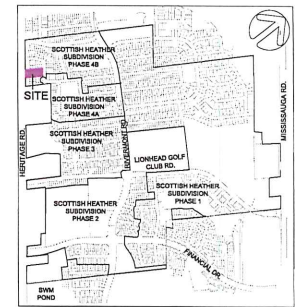 SCOTTISH HEATHER
SUBDIVISION
PHASE 4B
SITE
SCOTTISH HEATHER
SUBDIVISION
PHASE 4A
HERITAGE RD.
SCOTTISH HEATHER
SUBDIVISION
PHASE 3
RIVERMONT RD.
MISSISSAUGA RD.
LIONHEAD GOLF
CLUB RD.
SCOTTISH HEATHER
SUBDIVISION
PHASE 1
SCOTTISH HEATHER
SUBDIVISION
PHASE 2
FINANCIAL DR.
SWM
POND